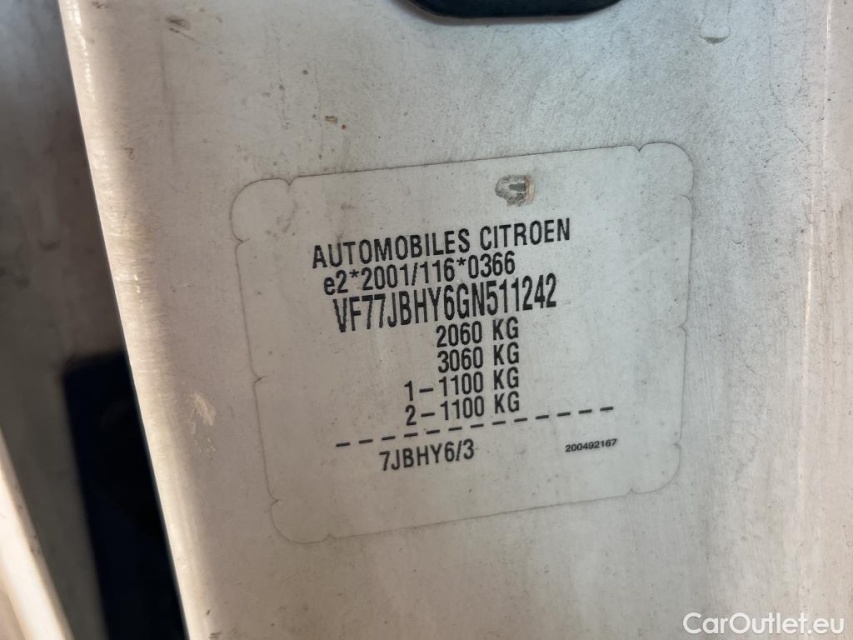 AUTOMOBILES CITROEN
e2*2001/116*0366
VF77JBHY6GN511242
2060 KG
3060 KG
1-1100 KG
2-1100 KG
7JBHY6/3
200492167
CarOutlet.eu